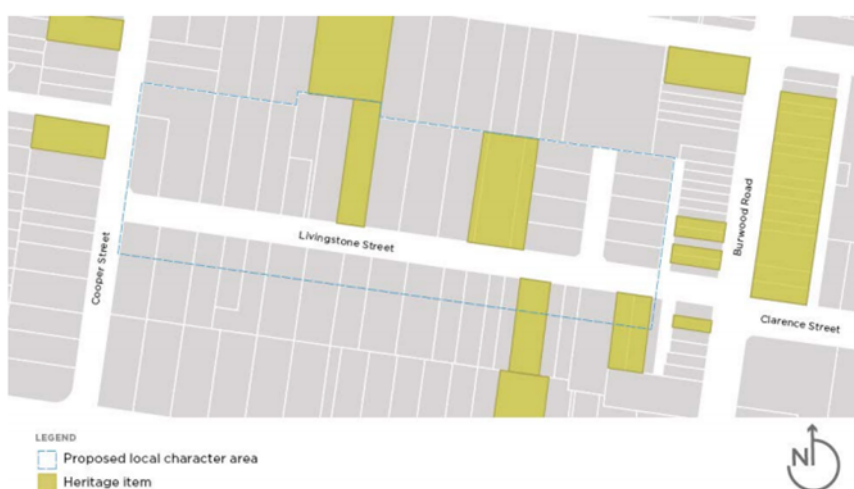 Burwood Road
Livingstone Street
Cooper Street
Clarence Street
LEGEND
Proposed local character area
Heritage item
N